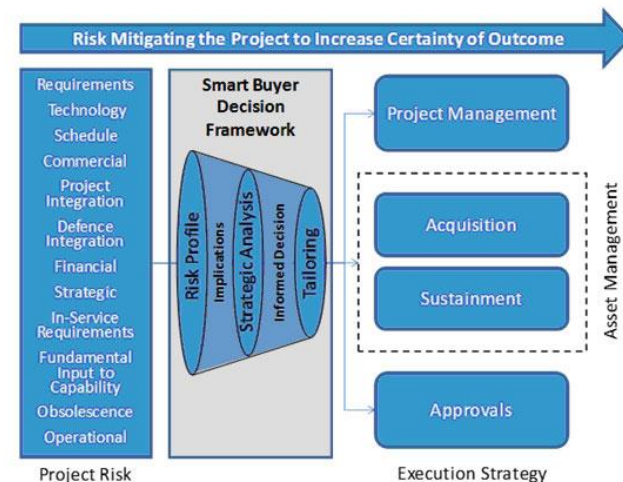 Risk Mitigating the Project to Increase Certainty of Outcome
Requirements
Technology
Schedule
Commercial
Project
Integration
Defence
Integration
Financial
Strategic
In-Service
Requirements
Fundamental
Input to
Capability
Obsolescence
Operational
Project Risk
Smart Buyer
Decision
Framework
Risk Profile
Implications
Strategic Analysis
Informed Decision
Tailoring
Project Management
Acquisition
Sustainment
Asset Management
Approvals
Execution Strategy